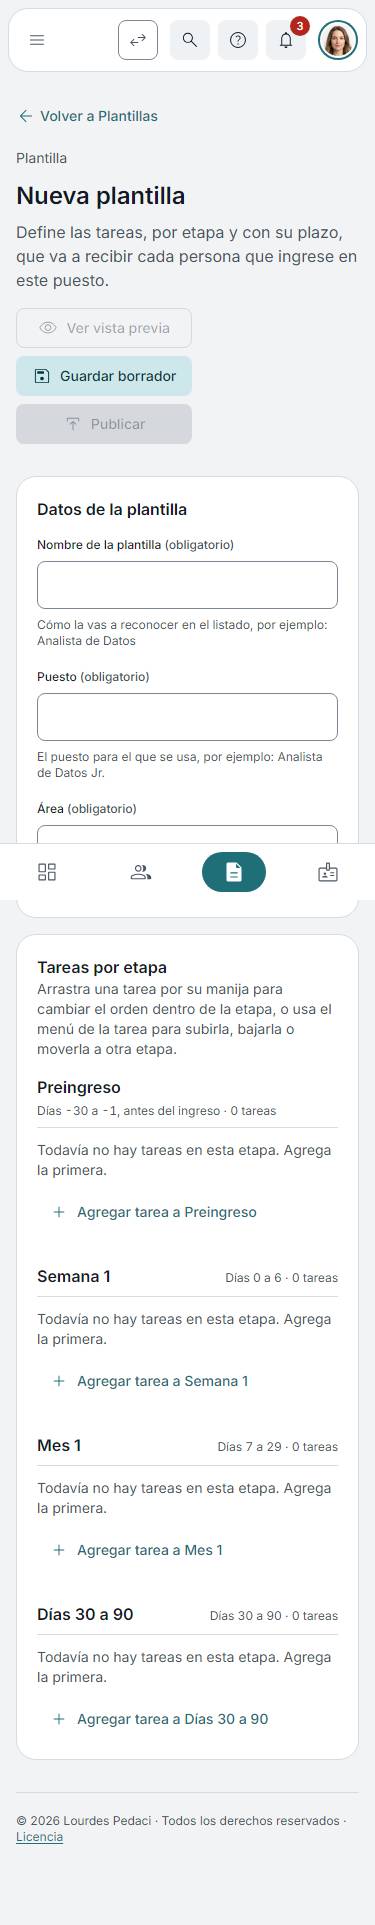 3
Volver a Plantillas
Plantilla
Nueva plantilla
Define las tareas, por etapa y con su plazo,
que va a recibir cada persona que ingrese en
este puesto.
Ver vista previa
Guardar borrador
Publicar
Datos de la plantilla
Nombre de la plantilla (obligatorio)
Cómo la vas a reconocer en el listado, por ejemplo:
Analista de Datos
Puesto (obligatorio)
El puesto para el que se usa, por ejemplo: Analista
de Datos Jr.
Área (obligatorio)
Tareas por etapa
Arrastra una tarea por su manija para
cambiar el orden dentro de la etapa, o usa el
menú de la tarea para subirla, bajarla o
moverla a otra etapa.
Preingreso
Días -30 a -1, antes del ingreso · 0 tareas
Todavía no hay tareas en esta etapa. Agrega
la primera.
Agregar tarea a Preingreso
Semana 1 Días 0 a 6 · 0 tareas
Todavía no hay tareas en esta etapa. Agrega
la primera.
Agregar tarea a Semana 1
Mes 1 Días 7 a 29 · 0 tareas
Todavía no hay tareas en esta etapa. Agrega
la primera.
Agregar tarea a Mes 1
Días 30 a 90 Días 30 a 90 · 0 tareas
Todavía no hay tareas en esta etapa. Agrega
la primera.
Agregar tarea a Días 30 a 90
© 2026 Lourdes Pedaci · Todos los derechos reservados ·
Licencia